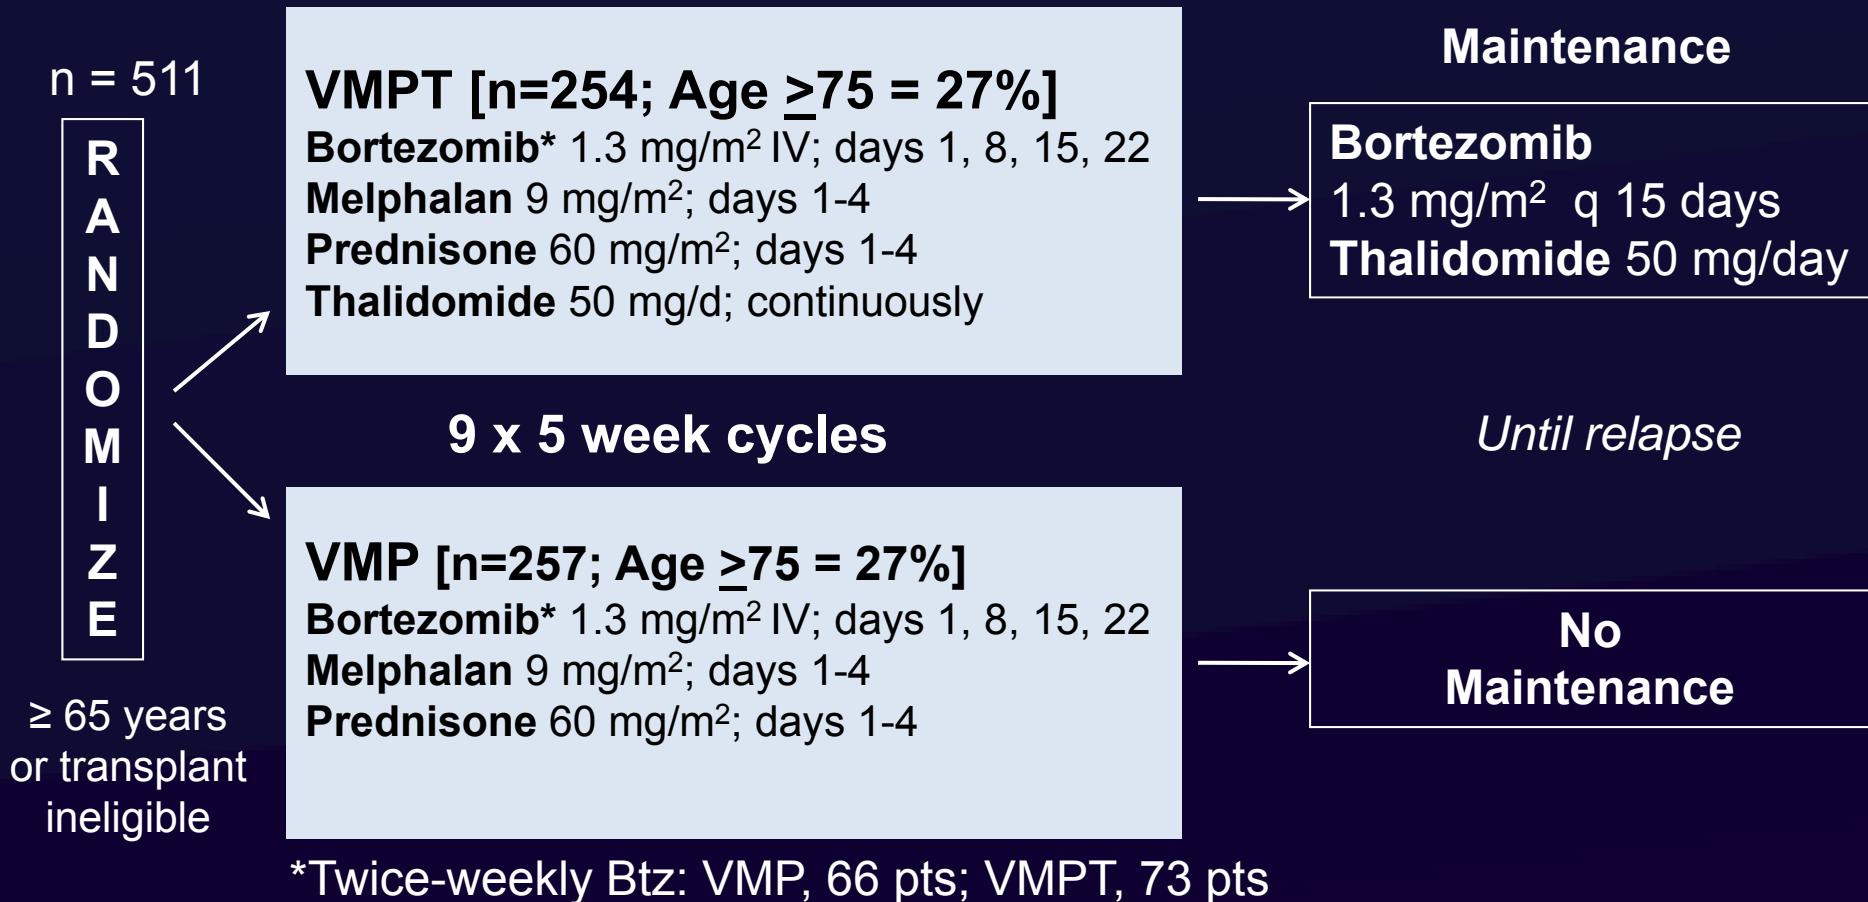 n = 511
R
A
N
D
O
M
I
Z
E
≥ 65 years
or transplant
ineligible
VMPT [n=254; Age ≥75 = 27%]
Bortezomib* 1.3 mg/m² IV; days 1, 8, 15, 22
Melphalan 9 mg/m²; days 1-4
Prednisone 60 mg/m²; days 1-4
Thalidomide 50 mg/d; continuously
Maintenance
Bortezomib
1.3 mg/m² q 15 days
Thalidomide 50 mg/day
9 x 5 week cycles
Until relapse
VMP [n=257; Age ≥75 = 27%]
Bortezomib* 1.3 mg/m² IV; days 1, 8, 15, 22
Melphalan 9 mg/m²; days 1-4
Prednisone 60 mg/m²; days 1-4
No
Maintenance
*Twice-weekly Btz: VMP, 66 pts; VMPT, 73 pts